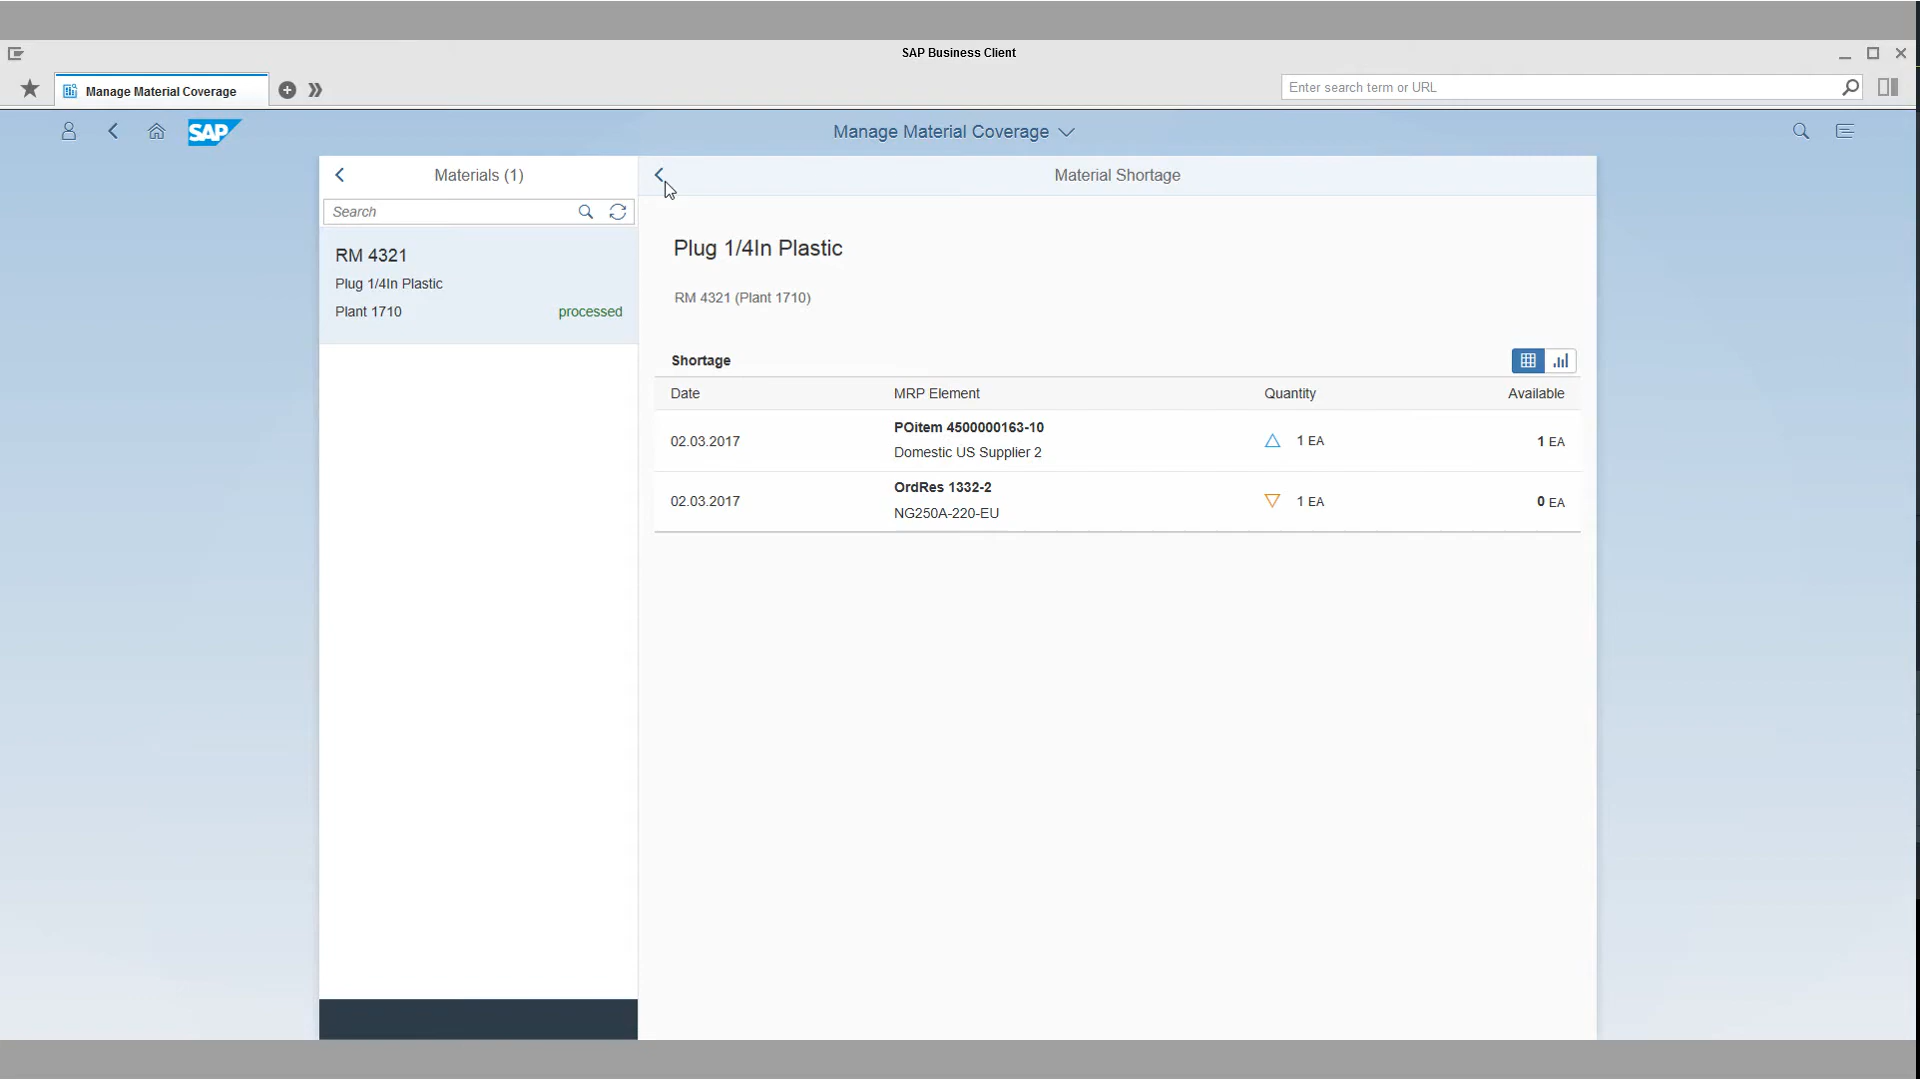 SAP Business Client
Manage Material Coverage
Enter search term or URL
SAP
Manage Material Coverage
Materials (1)
Search
RM 4321
Plug 1/4In Plastic
Plant 1710 processed
Material Shortage
Plug 1/4In Plastic
RM 4321 (Plant 1710)
Shortage
Date MRP Element Quantity Available
02.03.2017 POitem 4500000163-10 1 EA 1 EA
Domestic US Supplier 2
02.03.2017 OrdRes 1332-2 1 EA 0 EA
NG250A-220-EU